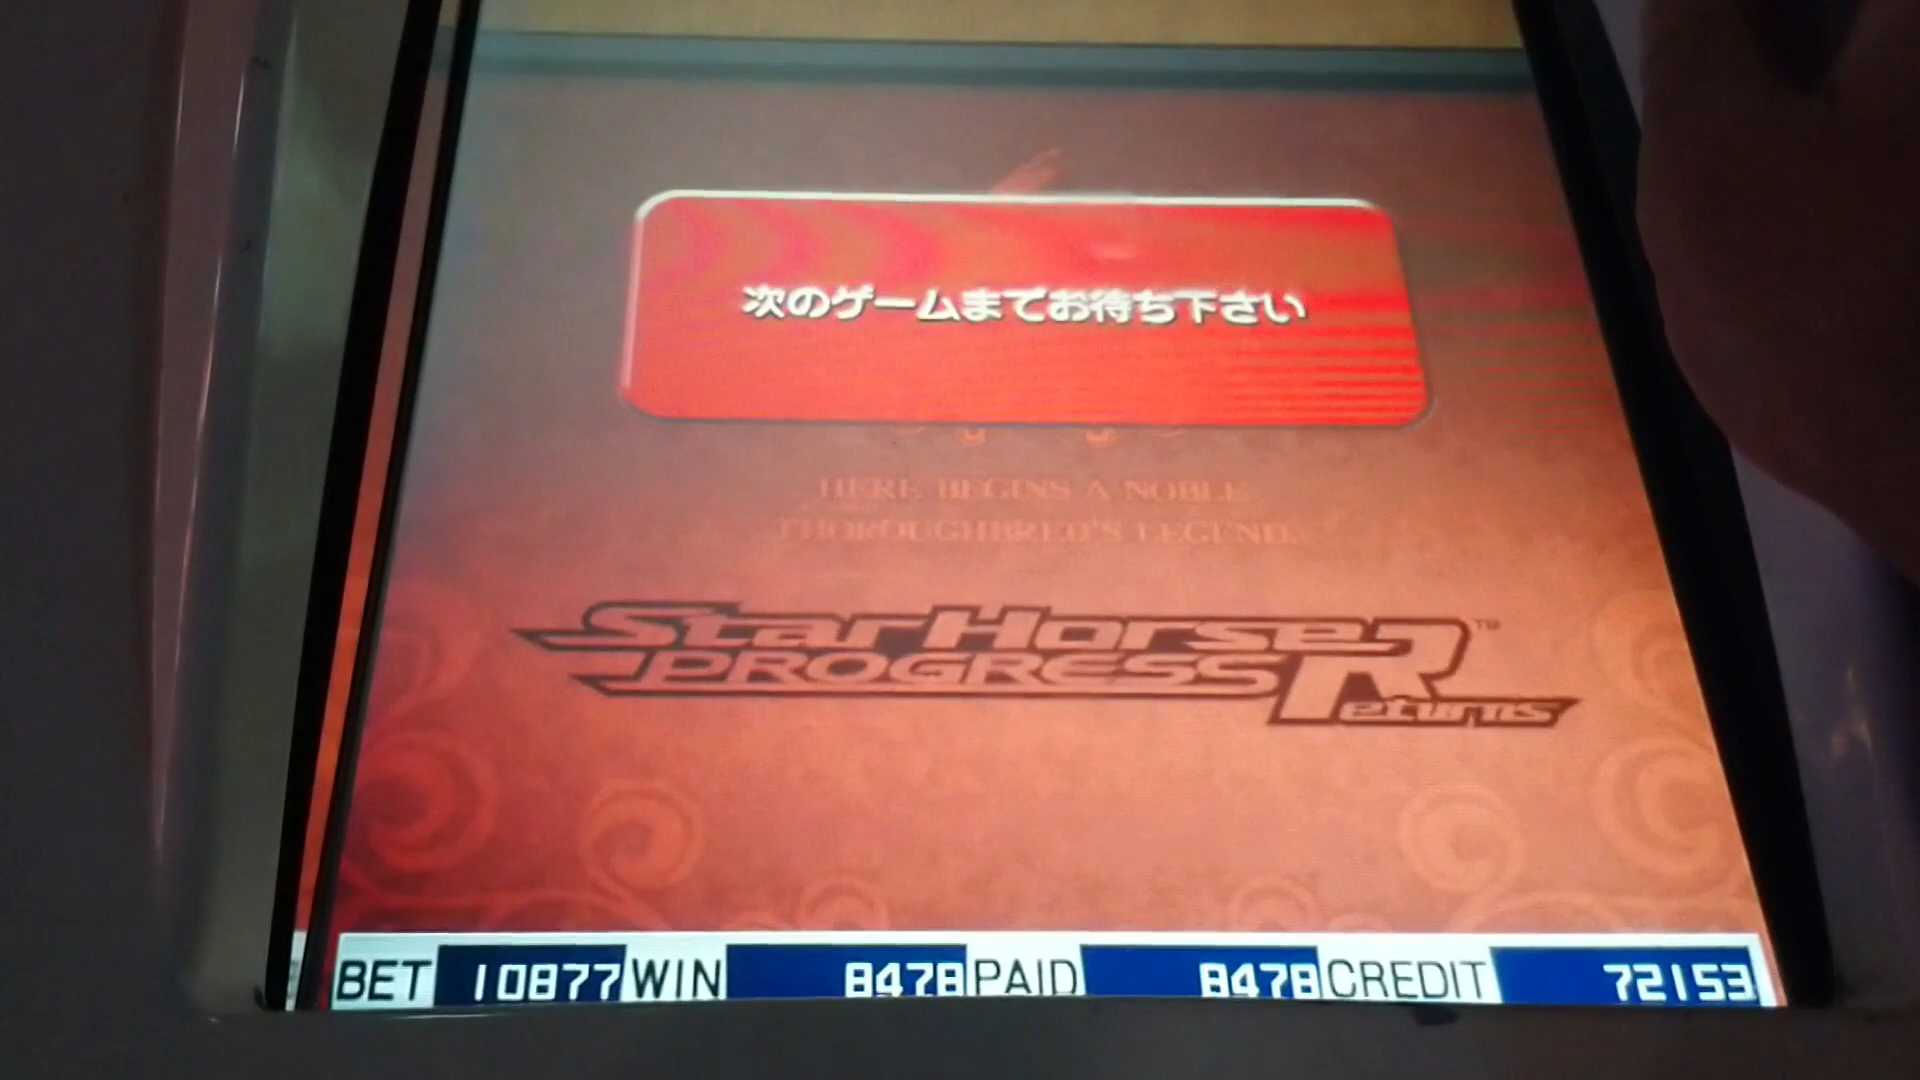 次のゲームまでお待ち下さい
HERE BEGINS A NOBLE
THOROUGHBRED'S LEGEND.
StarHorse
PROGRESS Returns
TM
BET 10877 WIN 8478 PAID 8478 CREDIT 72153